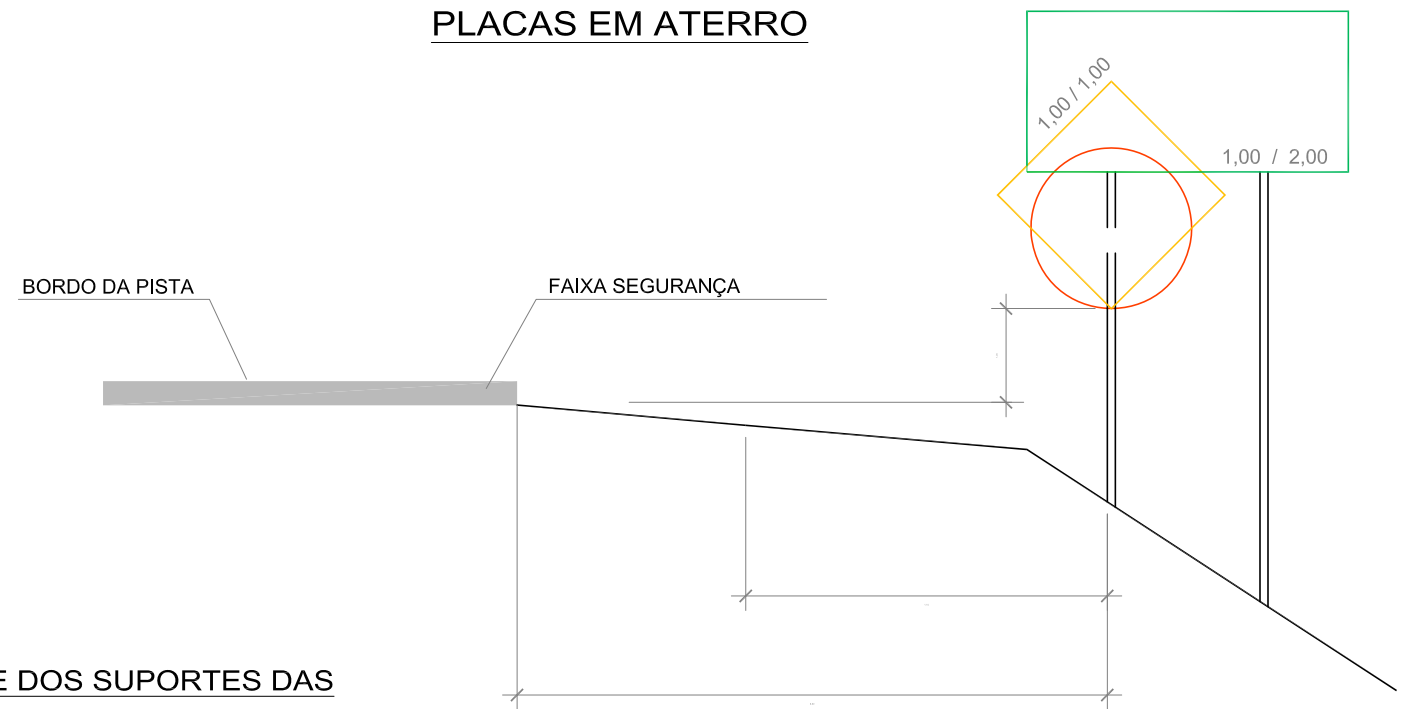 PLACAS EM ATERRO
1,00 / 1,00
1,00 / 2,00
BORDO DA PISTA
FAIXA SEGURANÇA
E DOS SUPORTES DAS